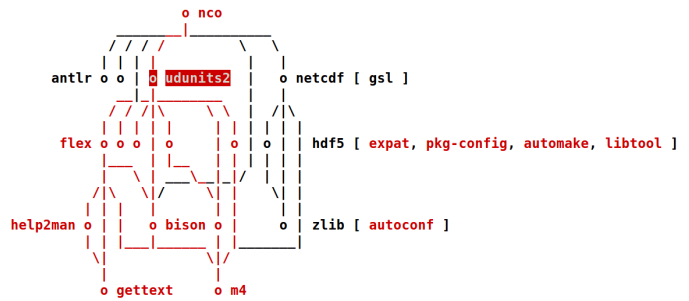 o nco
antlr o o o udunits2 o netcdf [ gsl ]
flex o o o o o o hdf5 [ expat, pkg-config, automake, libtool ]
help2man o o bison o o zlib [ autoconf ]
o gettext o m4